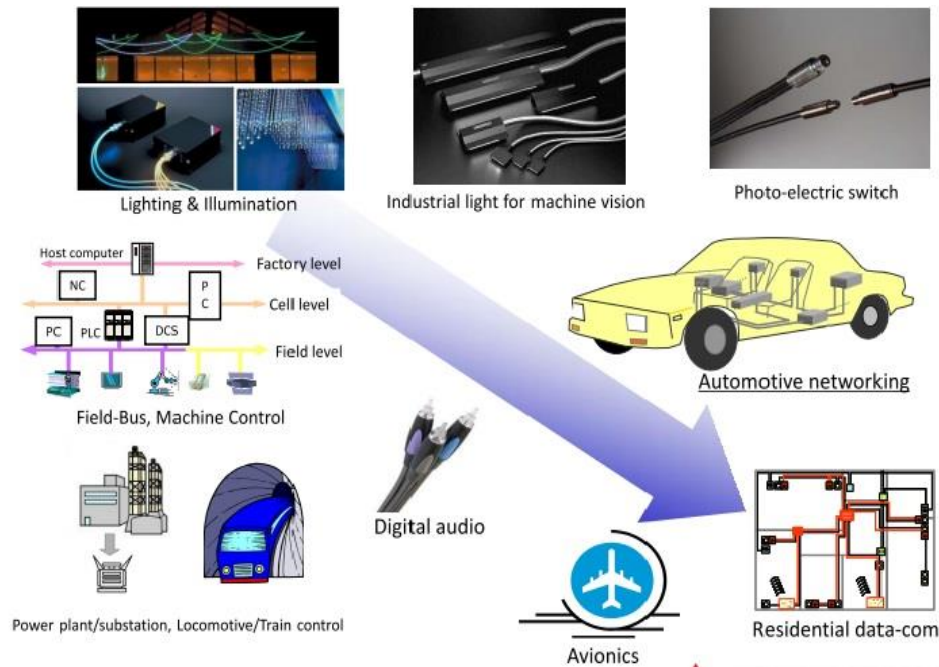 Lighting & Illumination
Industrial light for machine vision
Photo-electric switch
Host computer
Factory level
NC
P
C
Cell level
PC
PLC
DCS
Field level
Field-Bus, Machine Control
Automotive networking
Digital audio
Power plant/substation, Locomotive/Train control
Avionics
Residential data-com